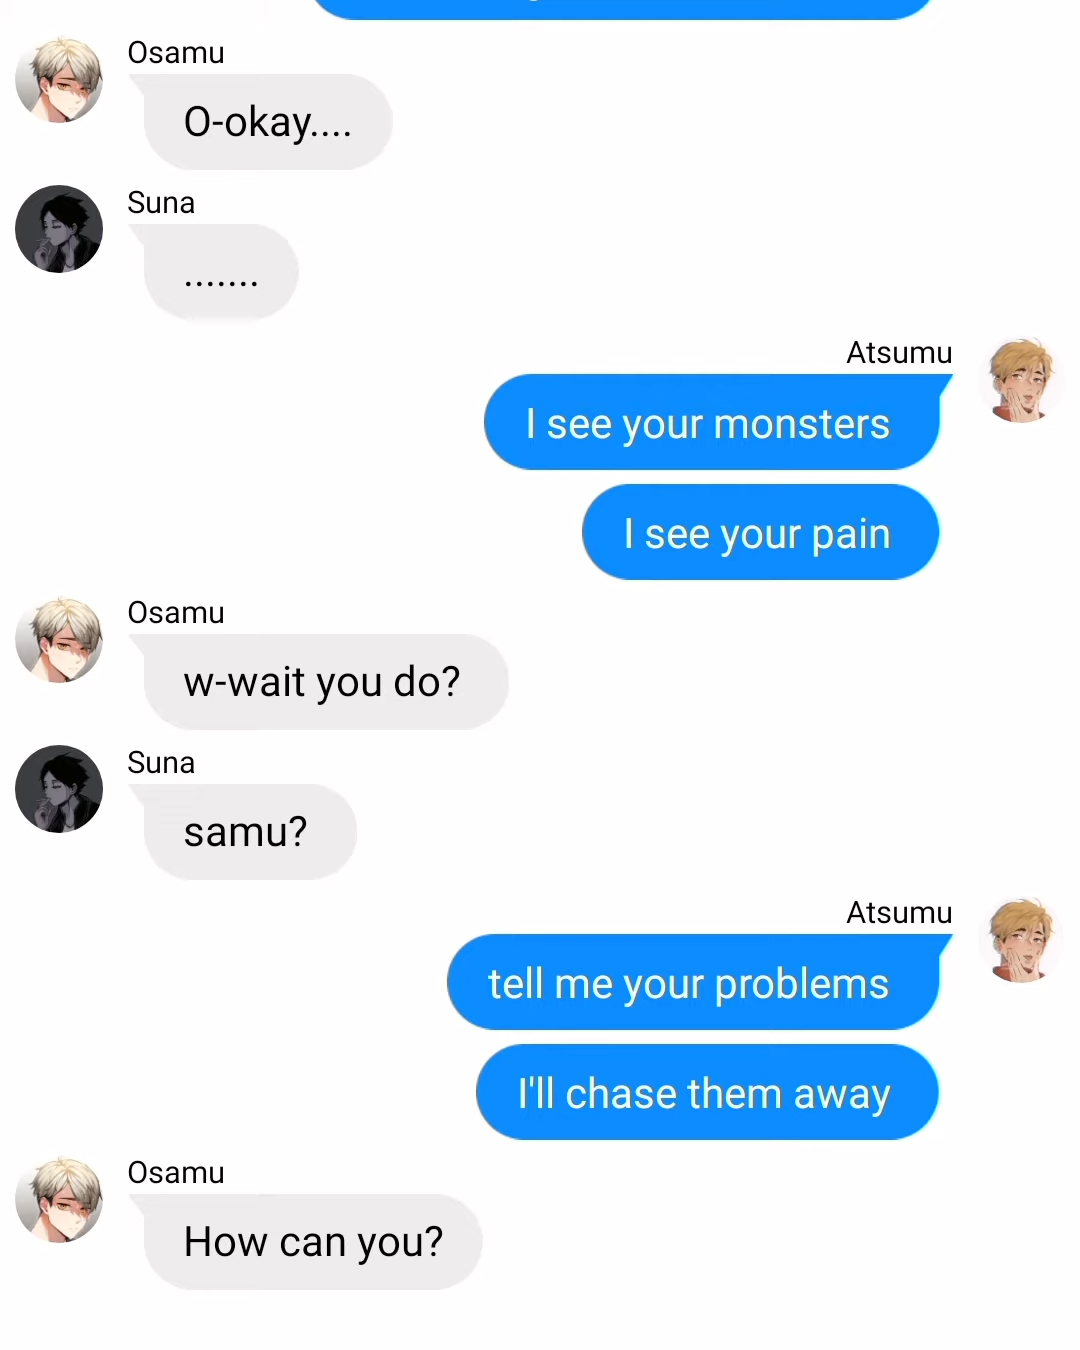 Osamu
O-okay....
Suna
.......
Atsumu
I see your monsters
I see your pain
Osamu
w-wait you do?
Suna
samu?
Atsumu
tell me your problems
I'll chase them away
Osamu
How can you?